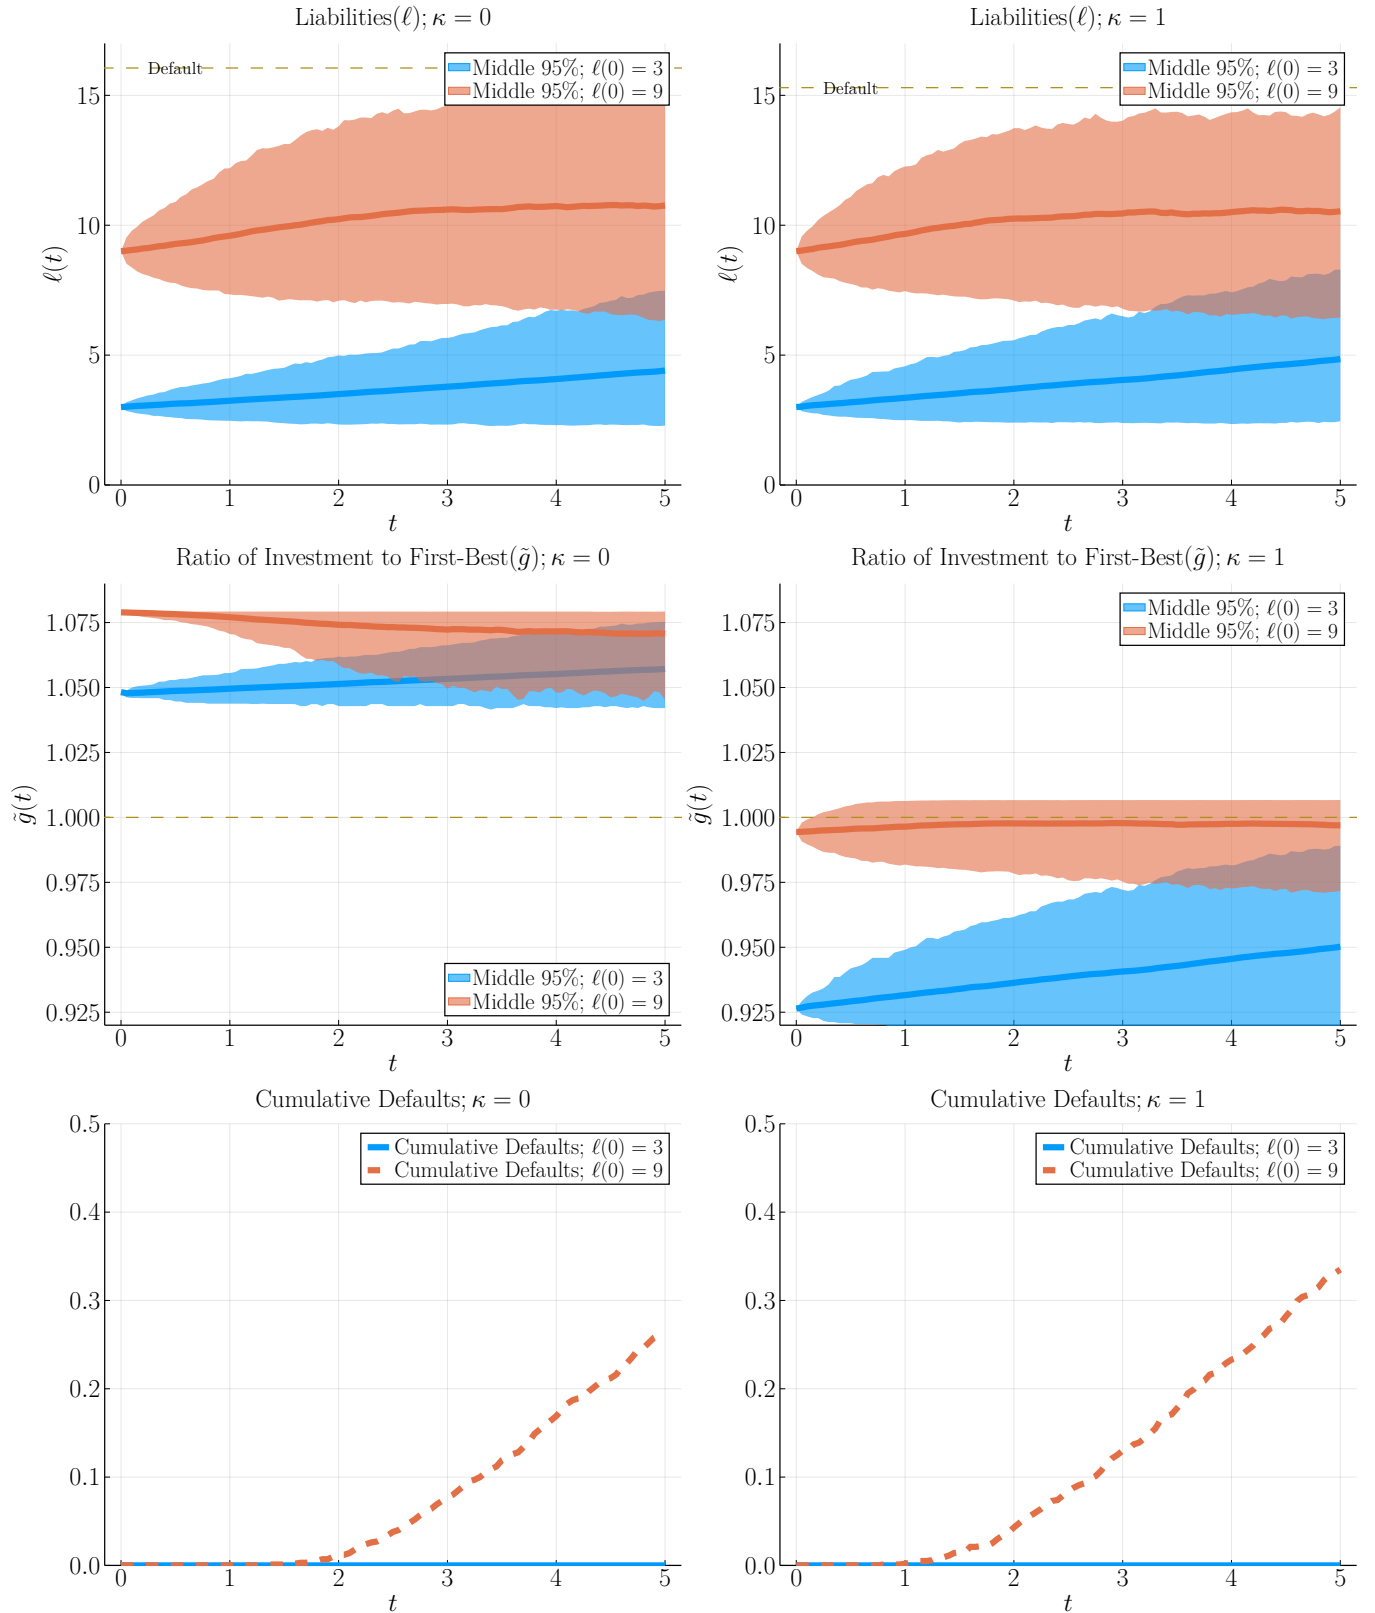 Liabilities(ℓ); κ = 0
Default
Middle 95%; ℓ(0) = 3
Middle 95%; ℓ(0) = 9
15
10
5
0
ℓ(t)
0 1 2 3 4 5
t
Liabilities(ℓ); κ = 1
Default
Middle 95%; ℓ(0) = 3
Middle 95%; ℓ(0) = 9
15
10
5
0
ℓ(t)
0 1 2 3 4 5
t
Ratio of Investment to First-Best(g̃); κ = 0
1.075
1.050
1.025
1.000
0.975
0.950
0.925
g̃(t)
Middle 95%; ℓ(0) = 3
Middle 95%; ℓ(0) = 9
0 1 2 3 4 5
t
Ratio of Investment to First-Best(g̃); κ = 1
Middle 95%; ℓ(0) = 3
Middle 95%; ℓ(0) = 9
1.075
1.050
1.025
1.000
0.975
0.950
0.925
g̃(t)
0 1 2 3 4 5
t
Cumulative Defaults; κ = 0
Cumulative Defaults; ℓ(0) = 3
Cumulative Defaults; ℓ(0) = 9
0.5
0.4
0.3
0.2
0.1
0.0
0 1 2 3 4 5
t
Cumulative Defaults; κ = 1
Cumulative Defaults; ℓ(0) = 3
Cumulative Defaults; ℓ(0) = 9
0.5
0.4
0.3
0.2
0.1
0.0
0 1 2 3 4 5
t